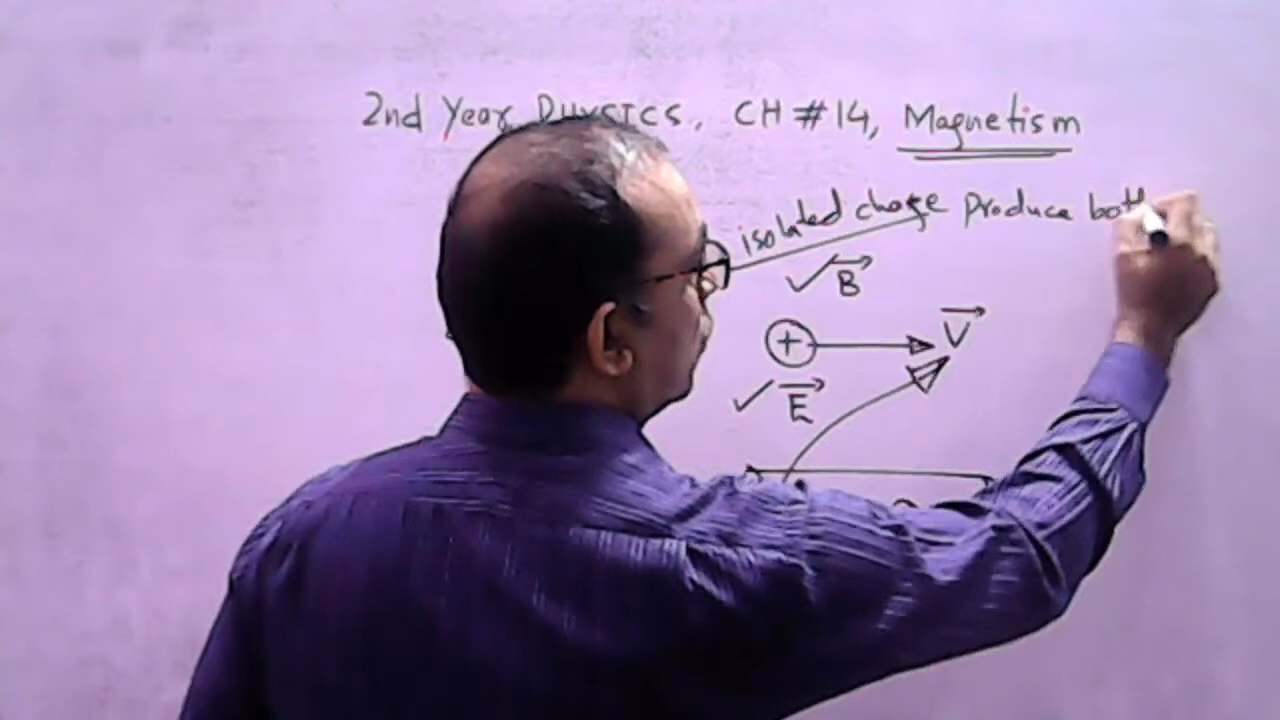 2nd Year PHYSICS, CH # 14, Magnetism
isolated charge produce both
B
+ V
E